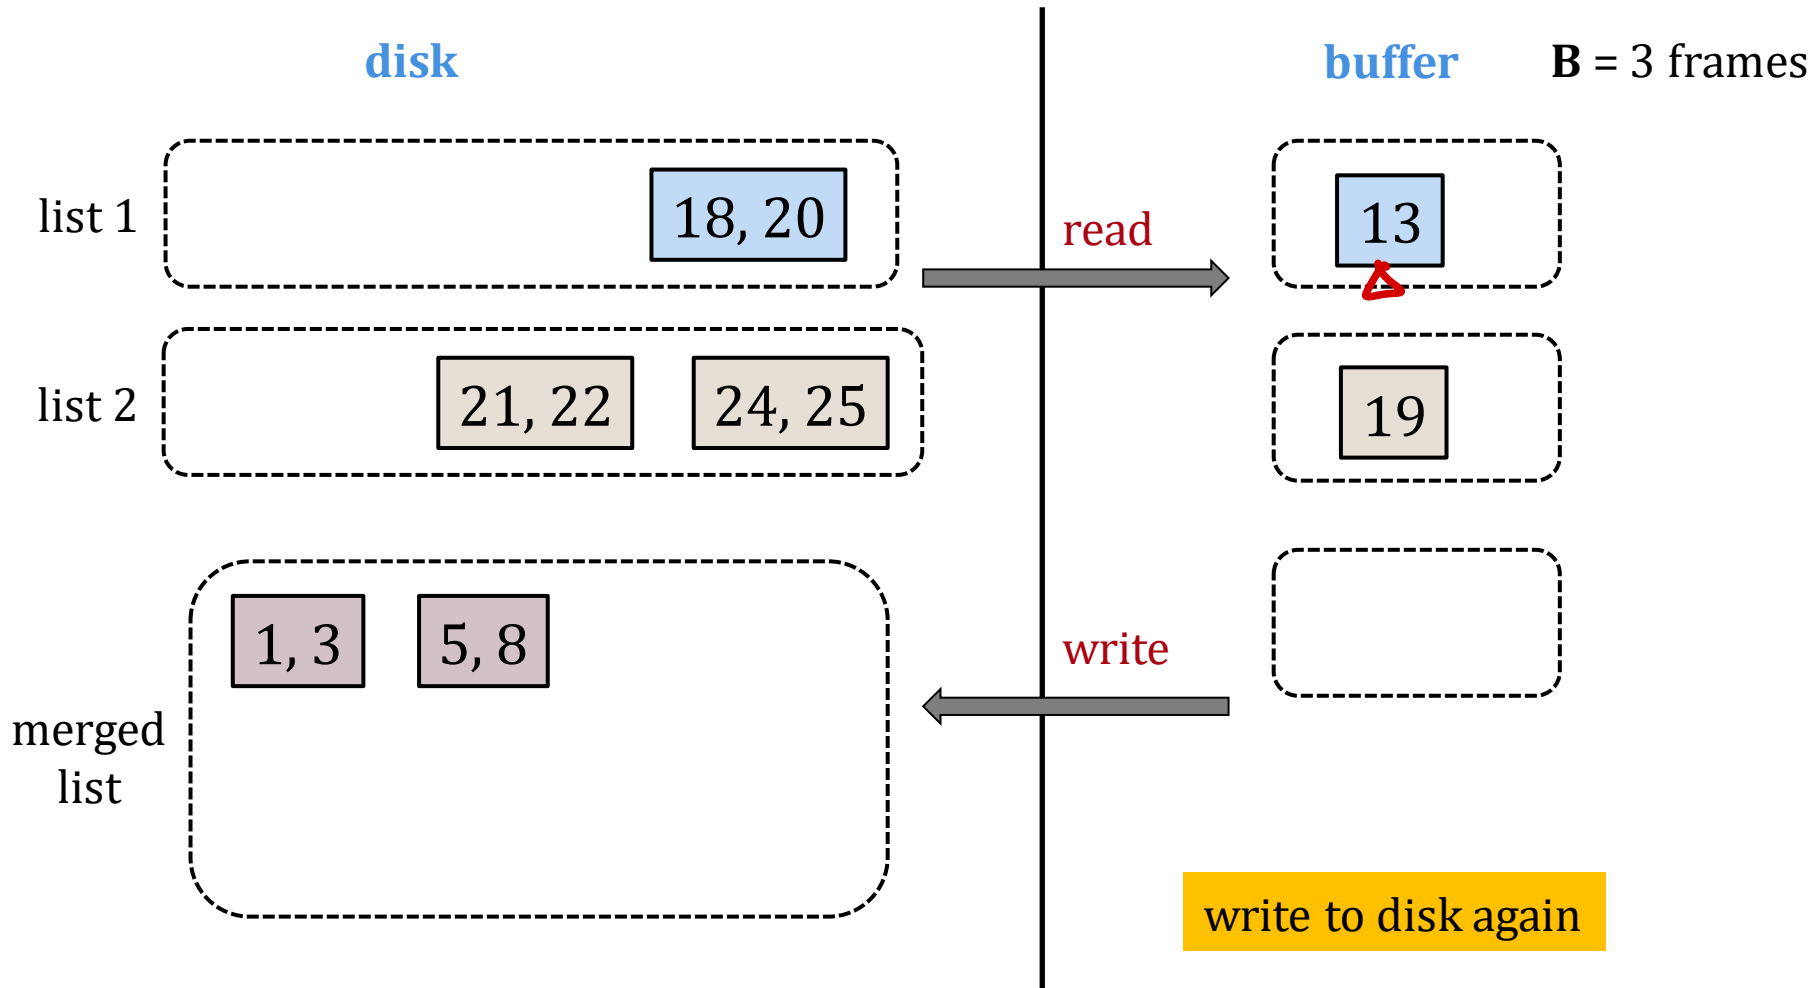 disk
buffer
B = 3 frames
list 1
18, 20
read
13
list 2
21, 22
24, 25
19
1, 3
5, 8
write
merged
list
write to disk again